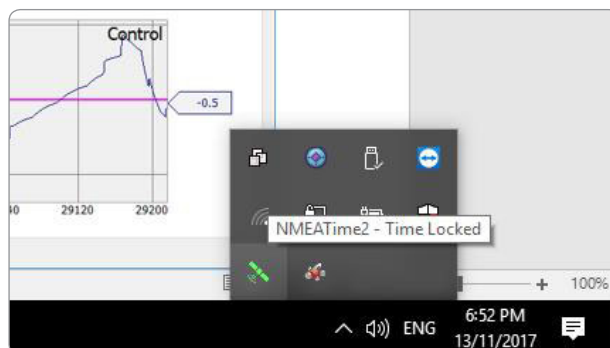 Control
-0.5
40 29120 29200
NMEATime2 - Time Locked
100%
ENG
6:52 PM
13/11/2017